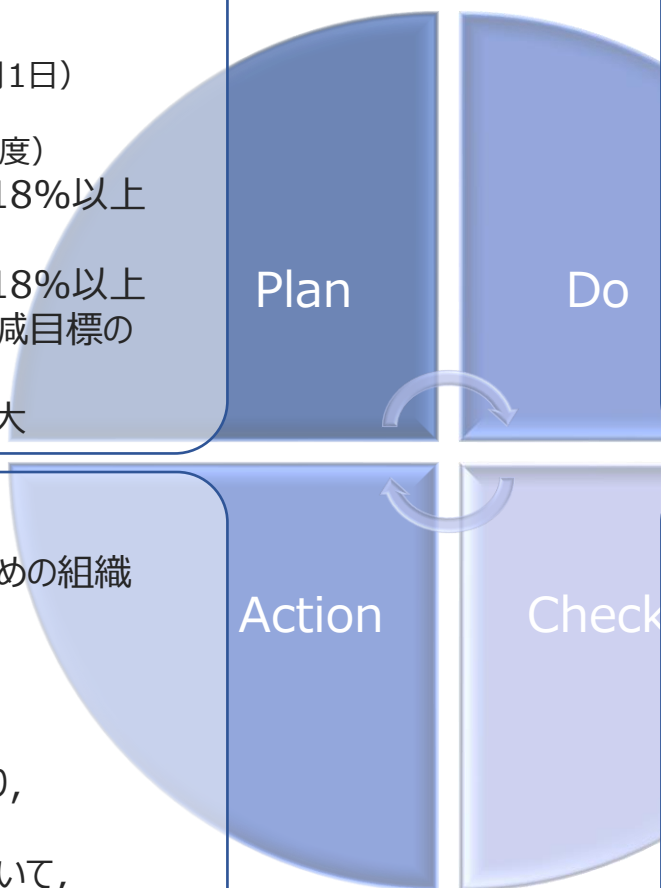 月1日）
度）
18%以上
18%以上
減目標の
大
Plan
Do
めの組織
Action
Check
),
いて,